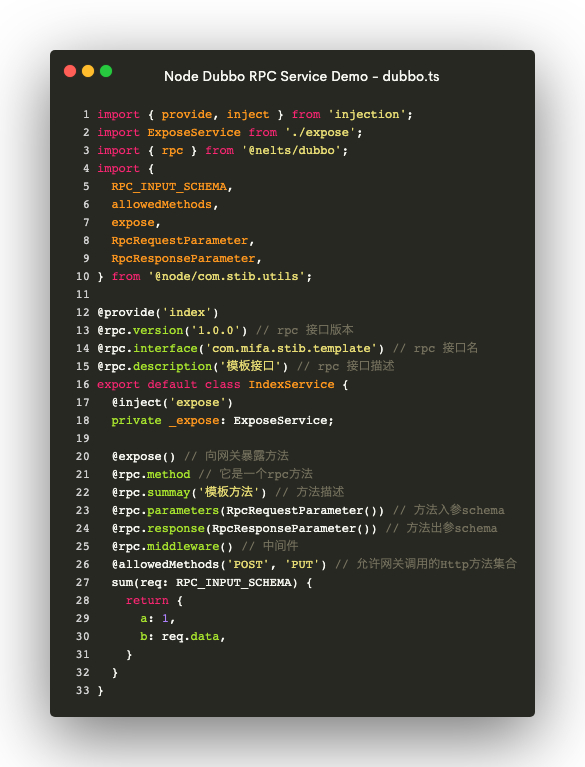 Node Dubbo RPC Service Demo - dubbo.ts
1 import { provide, inject } from 'injection';
2 import ExposeService from './expose';
3 import { rpc } from '@nelts/dubbo';
4 import {
5   RPC_INPUT_SCHEMA,
6   allowedMethods,
7   expose,
8   RpcRequestParameter,
9   RpcResponseParameter,
10 } from '@node/com.stib.utils';
11
12 @provide('index')
13 @rpc.version('1.0.0') // rpc 接口版本
14 @rpc.interface('com.mifa.stib.template') // rpc 接口名
15 @rpc.description('模板接口') // rpc 接口描述
16 export default class IndexService {
17   @inject('expose')
18   private _expose: ExposeService;
19
20   @expose() // 向网关暴露方法
21   @rpc.method // 它是一个rpc方法
22   @rpc.summay('模板方法') // 方法描述
23   @rpc.parameters(RpcRequestParameter()) // 方法入参schema
24   @rpc.response(RpcResponseParameter()) // 方法出参schema
25   @rpc.middleware() // 中间件
26   @allowedMethods('POST', 'PUT') // 允许网关调用的Http方法集合
27   sum(req: RPC_INPUT_SCHEMA) {
28     return {
29       a: 1,
30       b: req.data,
31     }
32   }
33 }